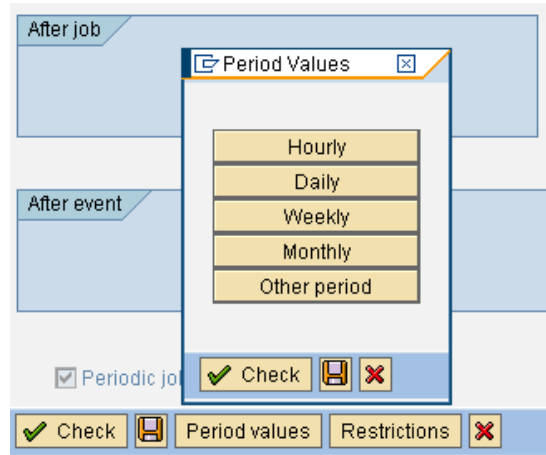 After job
Period Values
Hourly
Daily
Weekly
After event
Monthly
Other period
Check
Periodic
Check Period values Restrictions